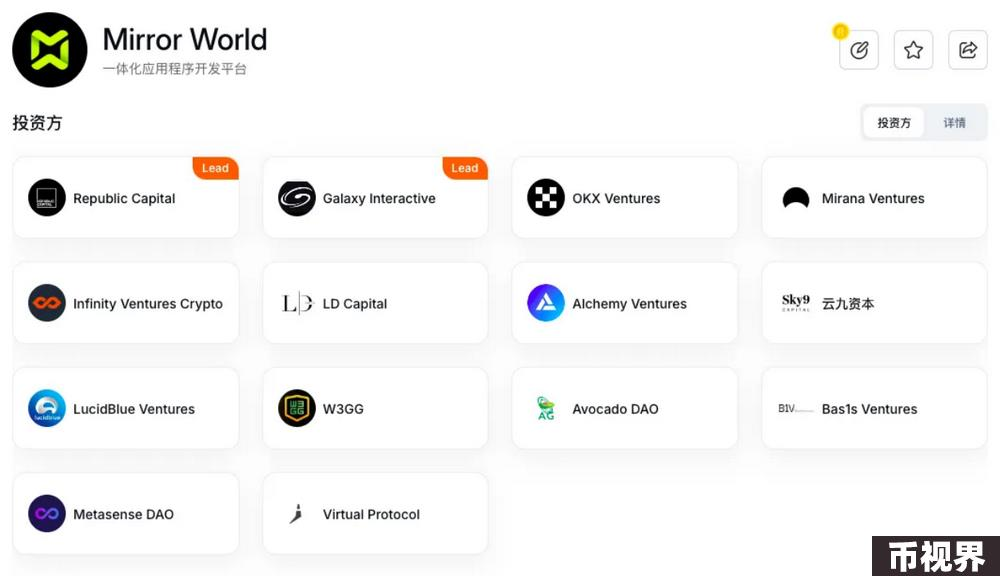 Mirror World
一体化应用程序开发平台
投资方
投资方 详情
Lead
Republic Capital
Lead
Galaxy Interactive
OKX Ventures
Mirana Ventures
Infinity Ventures Crypto
LD Capital
Alchemy Ventures
Sky9
CAPITAL
云九资本
lucidblue
LucidBlue Ventures
W3GG
AG
Avocado DAO
B1V
Bas1s Ventures
Metasense DAO
Virtual Protocol
币视界